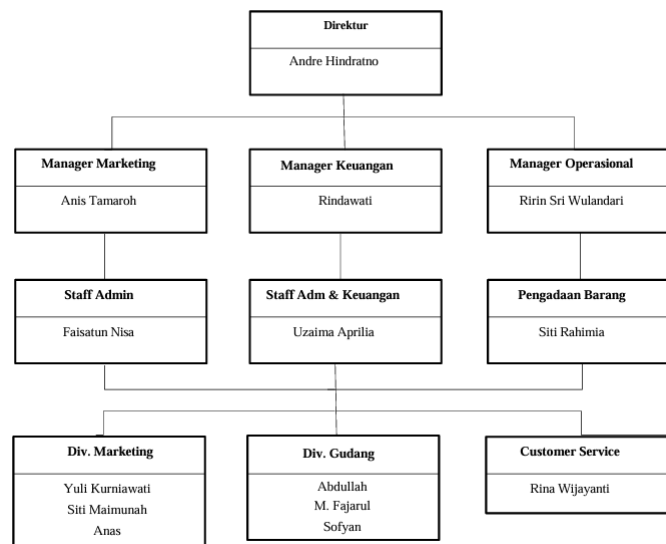 Direktur
Andre Hindratno
Manager Marketing
Anis Tamaroh
Manager Keuangan
Rindawati
Manager Operasional
Ririn Sri Wulandari
Staff Admin
Faisatun Nisa
Staff Adm & Keuangan
Uzaima Aprilia
Pengadaan Barang
Siti Rahimia
Div. Marketing
Yuli Kurniawati
Siti Maimunah
Anas
Div. Gudang
Abdullah
M. Fajarul
Sofyan
Customer Service
Rina Wijayanti